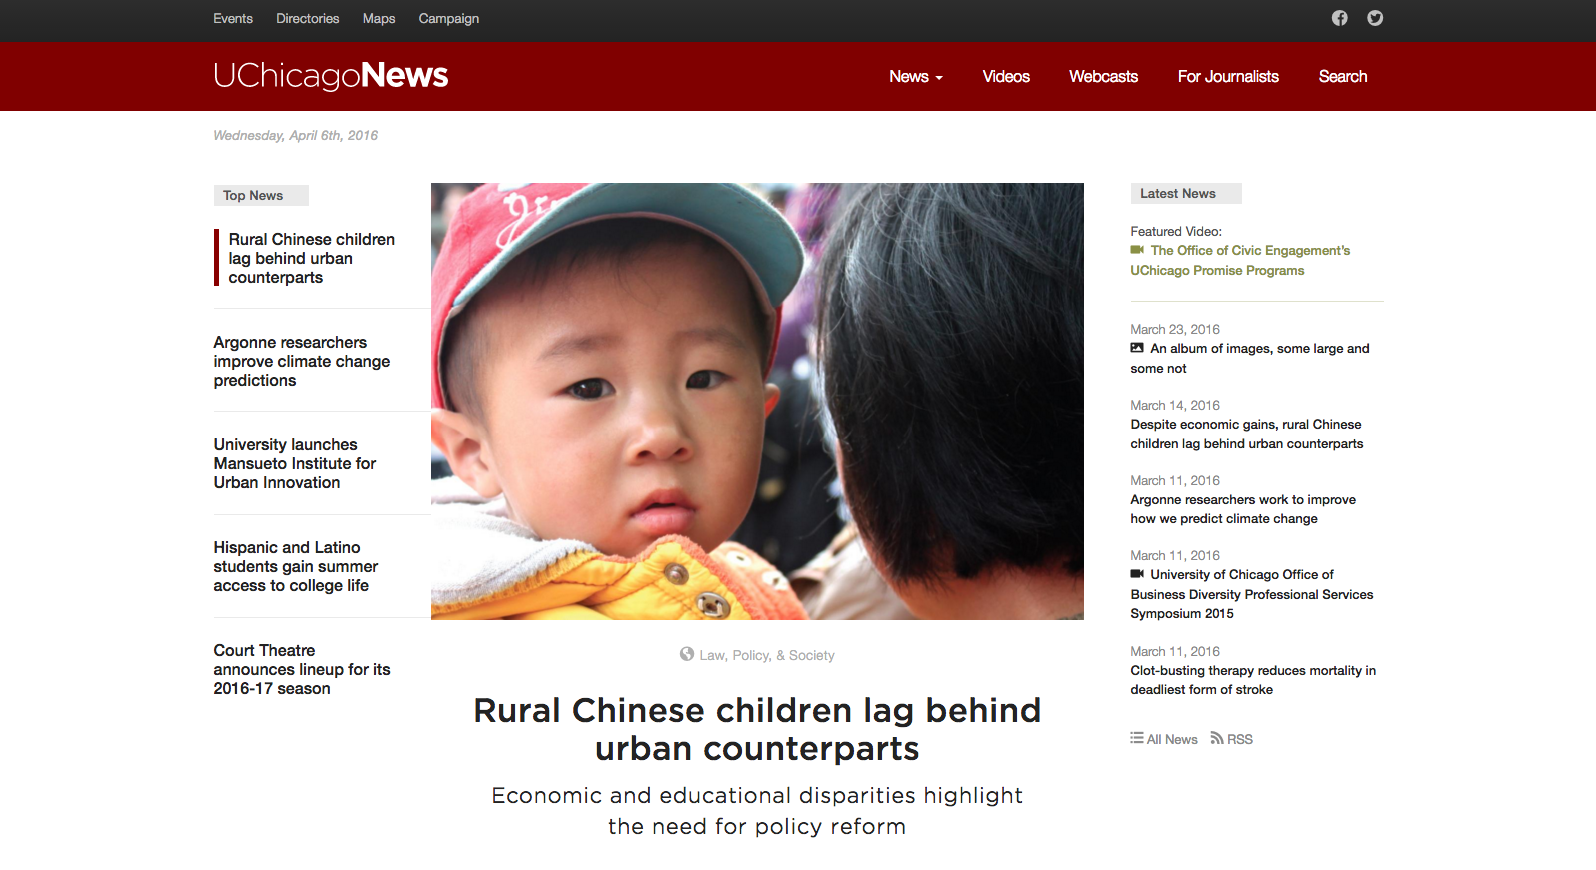 Events Directories Maps Campaign
UChicagoNews
News Videos Webcasts For Journalists Search
Wednesday, April 6th, 2016
Top News
Rural Chinese children
lag behind urban
counterparts
Argonne researchers
improve climate change
predictions
University launches
Mansueto Institute for
Urban Innovation
Hispanic and Latino
students gain summer
access to college life
Court Theatre
announces lineup for its
2016-17 season
Law, Policy, & Society
Rural Chinese children lag behind
urban counterparts
Economic and educational disparities highlight
the need for policy reform
Latest News
Featured Video:
The Office of Civic Engagement's
UChicago Promise Programs
March 23, 2016
An album of images, some large and
some not
March 14, 2016
Despite economic gains, rural Chinese
children lag behind urban counterparts
March 11, 2016
Argonne researchers work to improve
how we predict climate change
March 11, 2016
University of Chicago Office of
Business Diversity Professional Services
Symposium 2015
March 11, 2016
Clot-busting therapy reduces mortality in
deadliest form of stroke
All News RSS